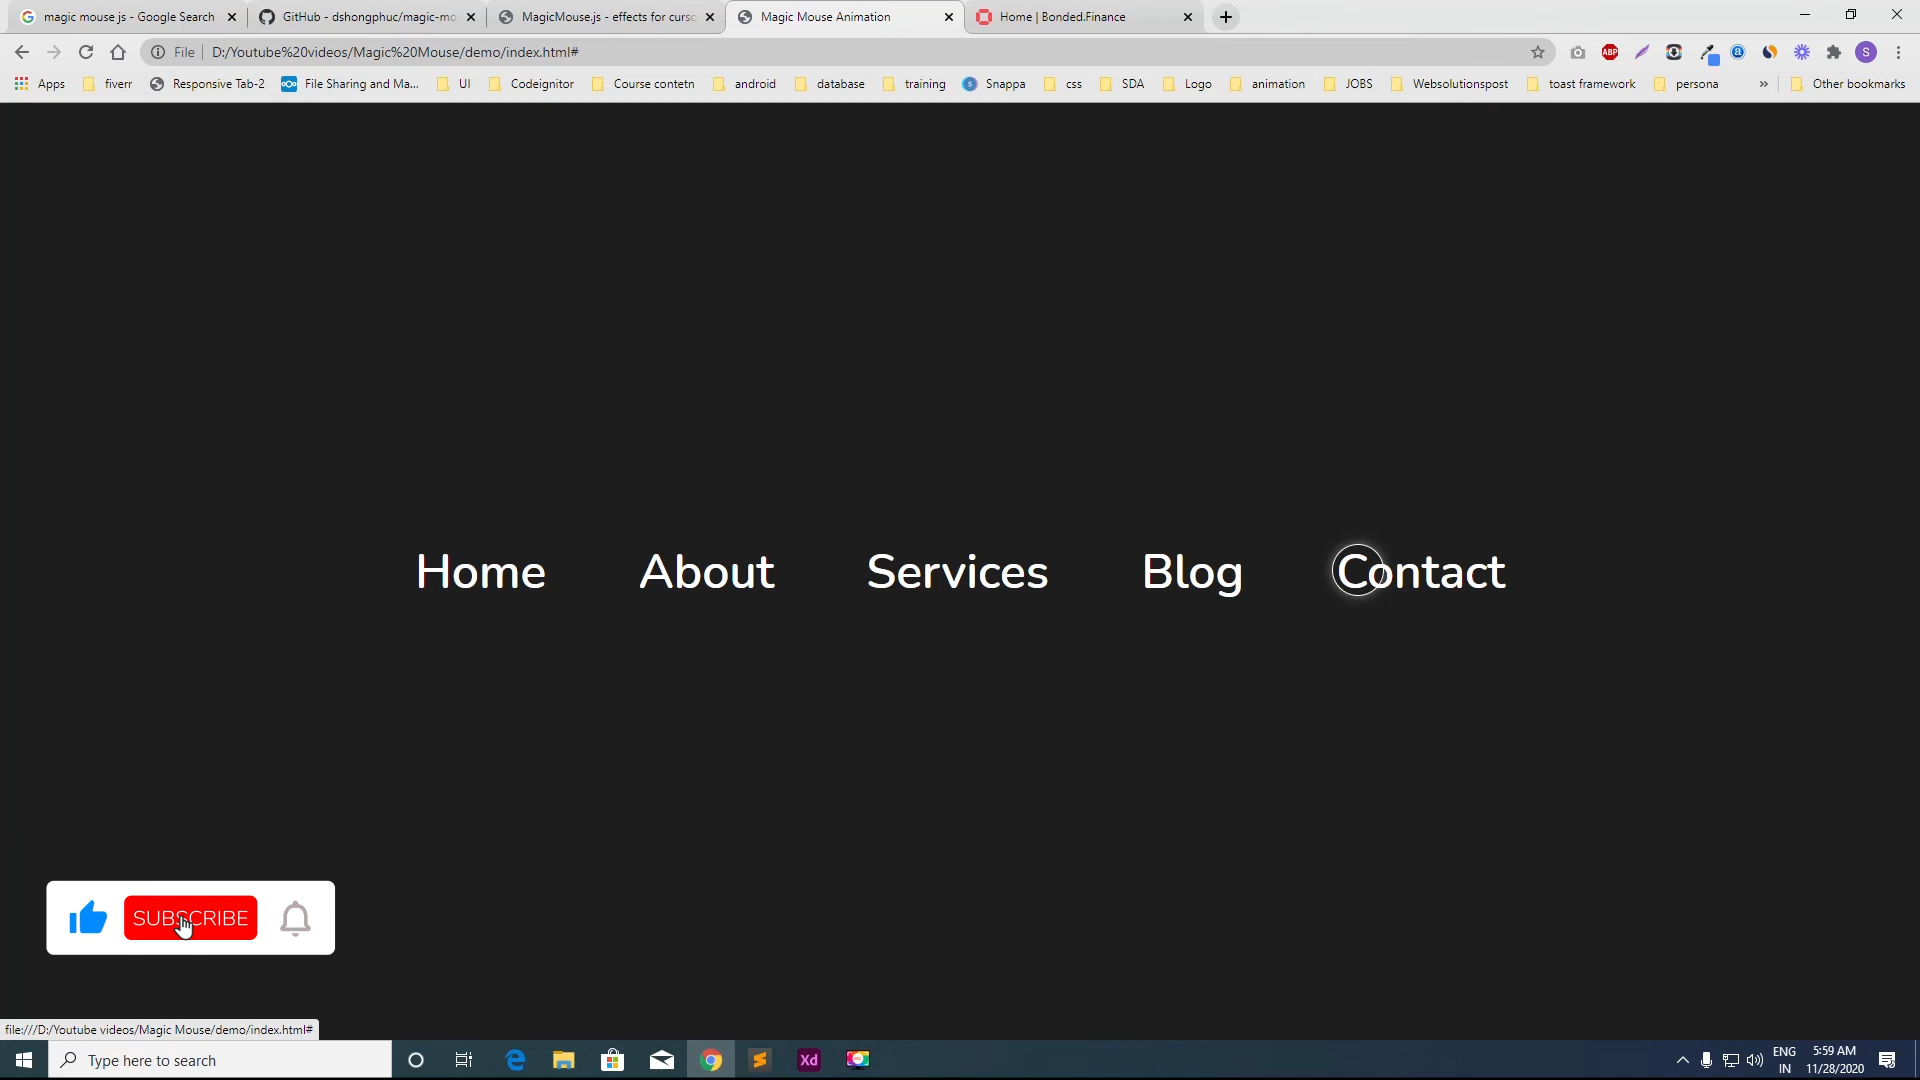 magic mouse js - Google Search
GitHub - dshongphuc/magic-mo
MagicMouse.js - effects for curso
Magic Mouse Animation
Home | Bonded.Finance
File
D:/Youtube%20videos/Magic%20Mouse/demo/index.html#
ABP
S
Apps
fiverr
Responsive Tab-2
File Sharing and Ma...
UI
Codeignitor
Course contetn
android
database
training
Snappa
css
SDA
Logo
animation
JOBS
Websolutionspost
toast framework
persona
»
Other bookmarks
Home About Services Blog Contact
SUBSCRIBE
file:///D:/Youtube videos/Magic Mouse/demo/index.html#
Type here to search
Xd
ENG
IN
5:59 AM
11/28/2020